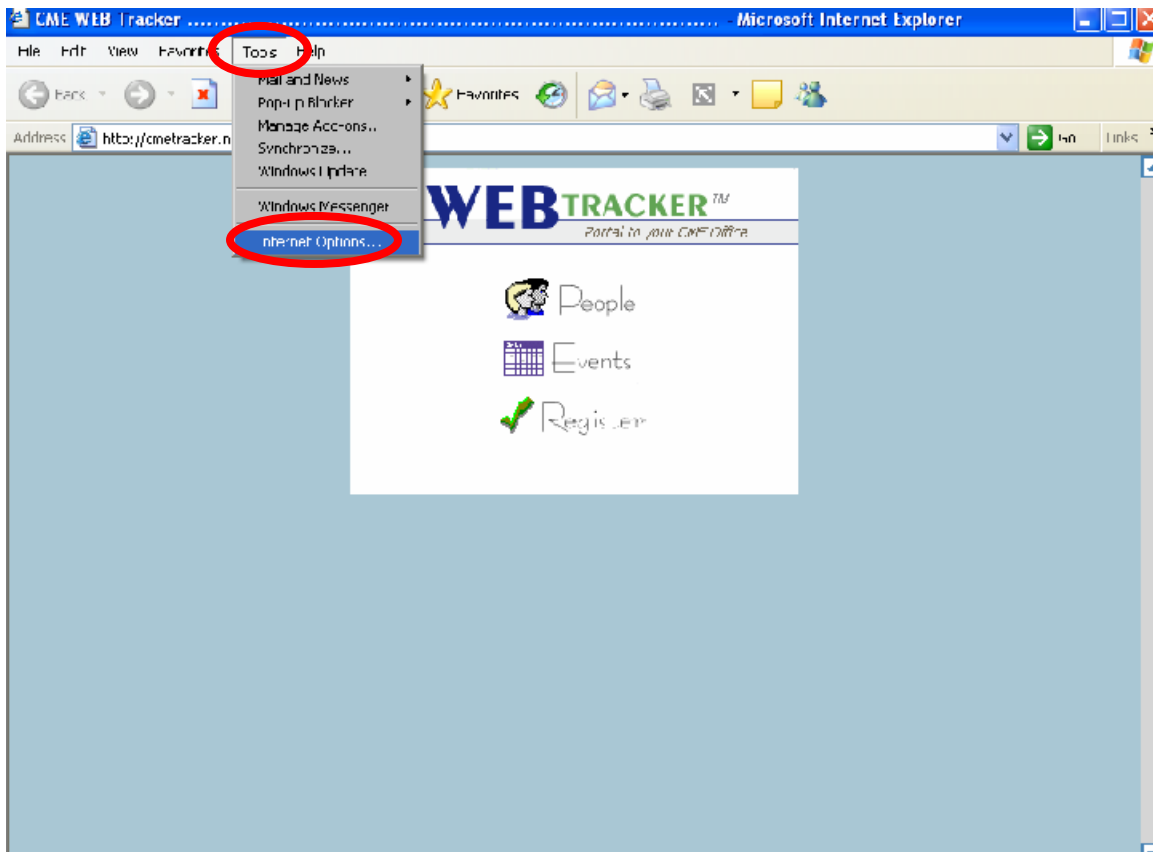 CME WEB Tracker ........................................................................ - Microsoft Internet Explorer
File Edit View Favorites Tools Help
Mail and News
Pop-up Blocker
Manage Add-ons...
Synchronize...
Windows Update
Windows Messenger
Internet Options...
Back
Favorites
Address http://cmetracker.n
Go Links
WEB TRACKER TM
Portal to your CME Office
People
Events
Register